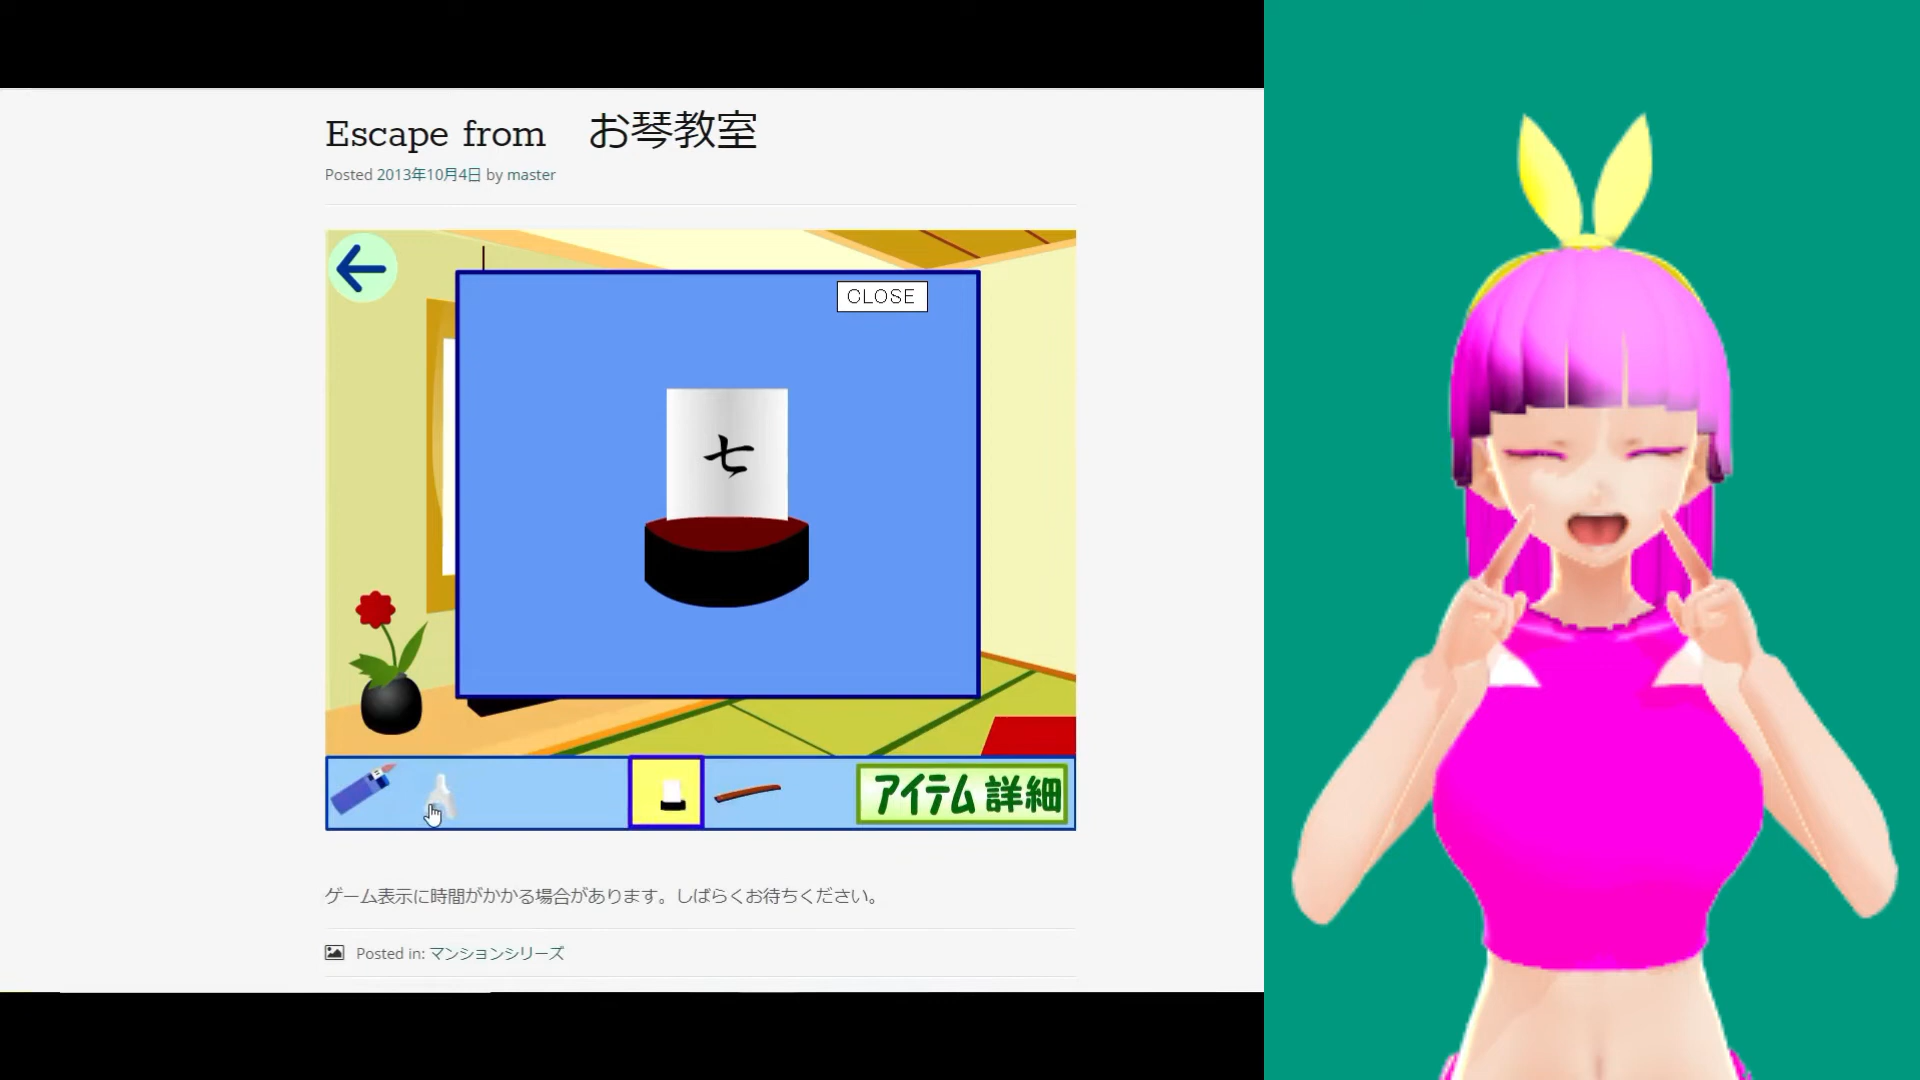 Escape from　お琴教室
Posted 2013年10月4日 by master
CLOSE
七
アイテム 詳細
ゲーム表示に時間がかかる場合があります。しばらくお待ちください。
Posted in: マンションシリーズ